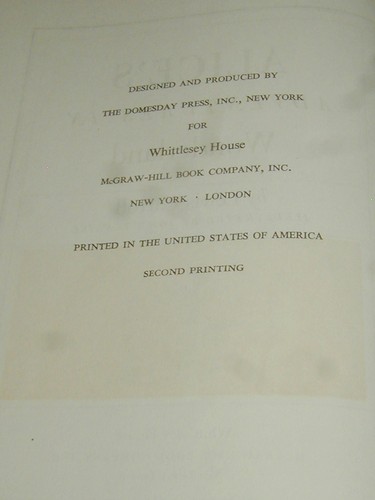 DESIGNED AND PRODUCED BY
THE DOMESDAY PRESS, INC., NEW YORK
FOR
Whittlesey House
McGRAW-HILL BOOK COMPANY, INC.
NEW YORK · LONDON
PRINTED IN THE UNITED STATES OF AMERICA
SECOND PRINTING